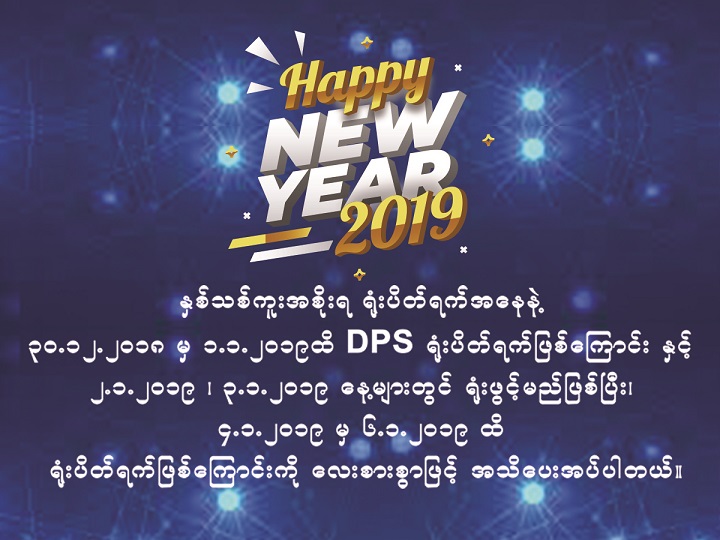 Happy
NEW
YEAR
2019
နှစ်သစ်ကူးအစိုးရ ရုံးပိတ်ရက်အနေနဲ့
၃၀.၁၂.၂၀၁၈ မှ ၁.၁.၂၀၁၉ထိ DPS ရုံးပိတ်ရက်ဖြစ်ကြောင်း နှင့်
၂.၁.၂၀၁၉ ၊ ၃.၁.၂၀၁၉ နေ့များတွင် ရုံးဖွင့်မည်ဖြစ်ပြီး၊
၄.၁.၂၀၁၉ မှ ၆.၁.၂၀၁၉ ထိ
ရုံးပိတ်ရက်ဖြစ်ကြောင်းကို လေးစားစွာဖြင့် အသိပေးအပ်ပါတယ်။